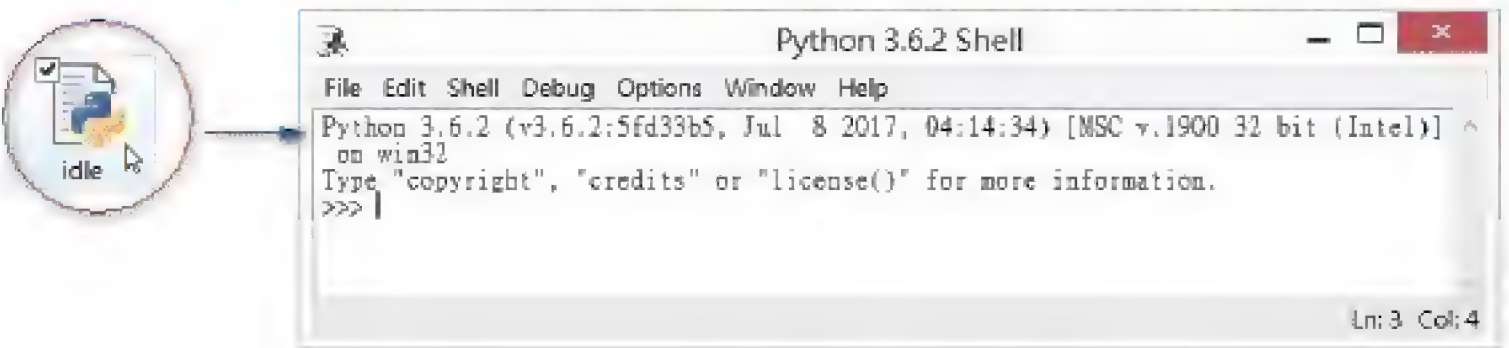 idle
Python 3.6.2 Shell
File Edit Shell Debug Options Window Help
Python 3.6.2 (v3.6.2:5fd33b5, Jul 8 2017, 04:14:34) [MSC v.1900 32 bit (Intel)]
on win32
Type "copyright", "credits" or "license()" for more information.
>>>
Ln: 3 Col: 4